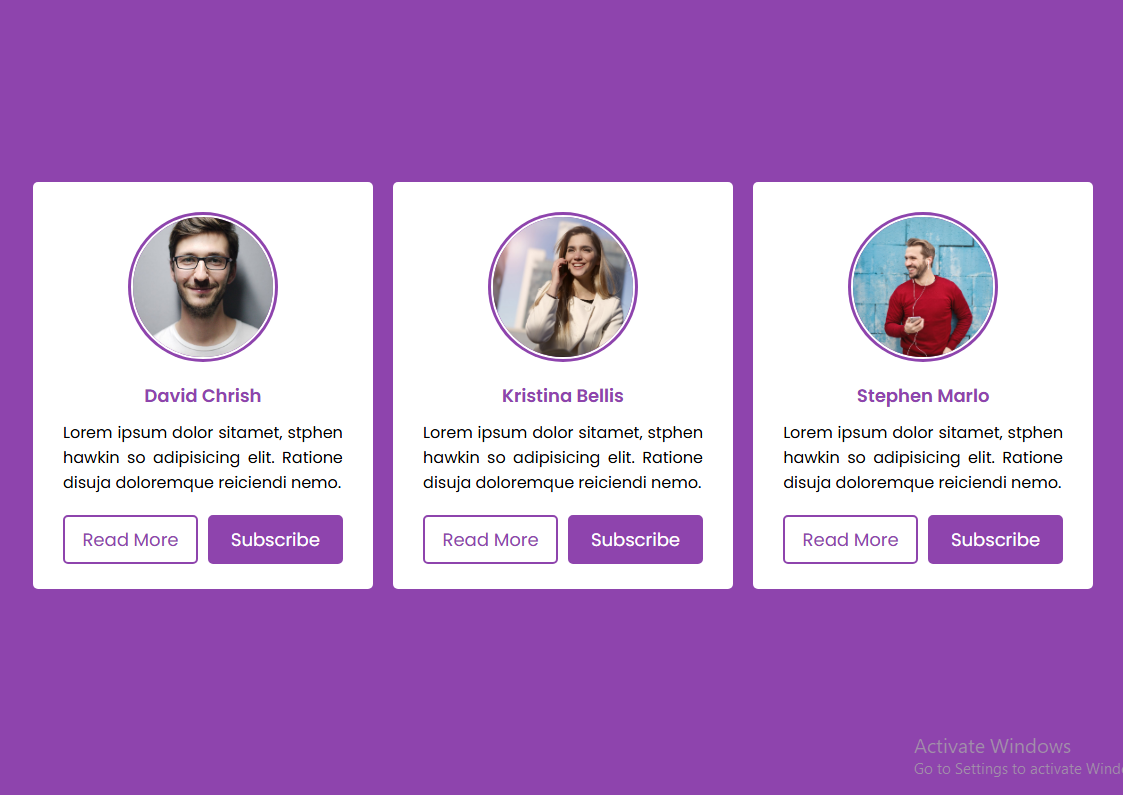 David Chrish
Lorem ipsum dolor sitamet, stphen
hawkin so adipisicing elit. Ratione
disuja doloremque reiciendi nemo.
Read More
Subscribe
Kristina Bellis
Lorem ipsum dolor sitamet, stphen
hawkin so adipisicing elit. Ratione
disuja doloremque reiciendi nemo.
Read More
Subscribe
Stephen Marlo
Lorem ipsum dolor sitamet, stphen
hawkin so adipisicing elit. Ratione
disuja doloremque reiciendi nemo.
Read More
Subscribe
Activate Windows
Go to Settings to activate Wind